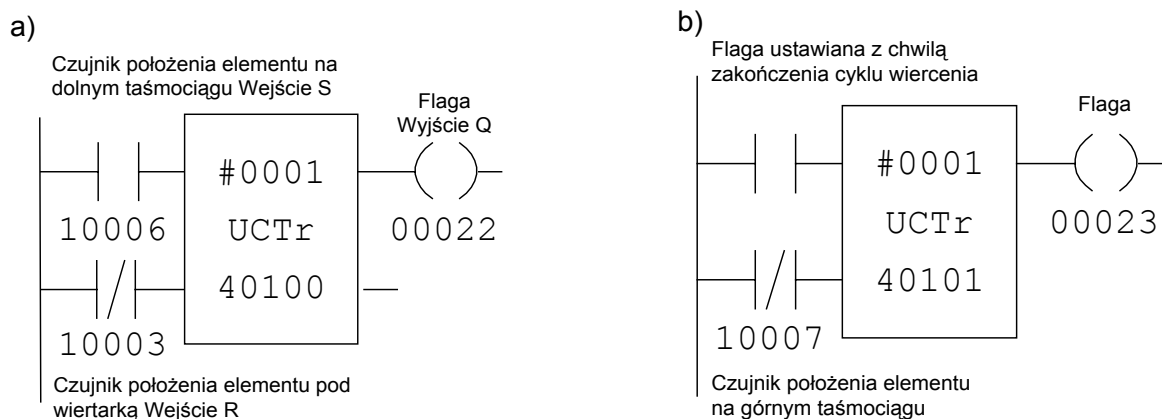 a)
Czujnik położenia elementu na
dolnym taśmociągu Wejście S
Flaga
Wyjście Q
#0001
10006
UCTr
00022
40100
10003
Czujnik położenia elementu pod
wiertarką Wejście R
b)
Flaga ustawiana z chwilą
zakończenia cyklu wiercenia
Flaga
#0001
UCTr
00023
40101
10007
Czujnik położenia elementu
na górnym taśmociągu